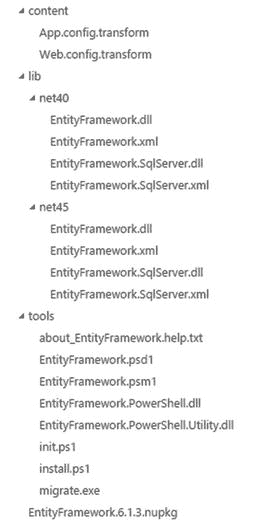 content
App.config.transform
Web.config.transform
lib
net40
EntityFramework.dll
EntityFramework.xml
EntityFramework.SqlServer.dll
EntityFramework.SqlServer.xml
net45
EntityFramework.dll
EntityFramework.xml
EntityFramework.SqlServer.dll
EntityFramework.SqlServer.xml
tools
about_EntityFramework.help.txt
EntityFramework.psd1
EntityFramework.psm1
EntityFramework.PowerShell.dll
EntityFramework.PowerShell.Utility.dll
init.ps1
install.ps1
migrate.exe
EntityFramework.6.1.3.nupkg